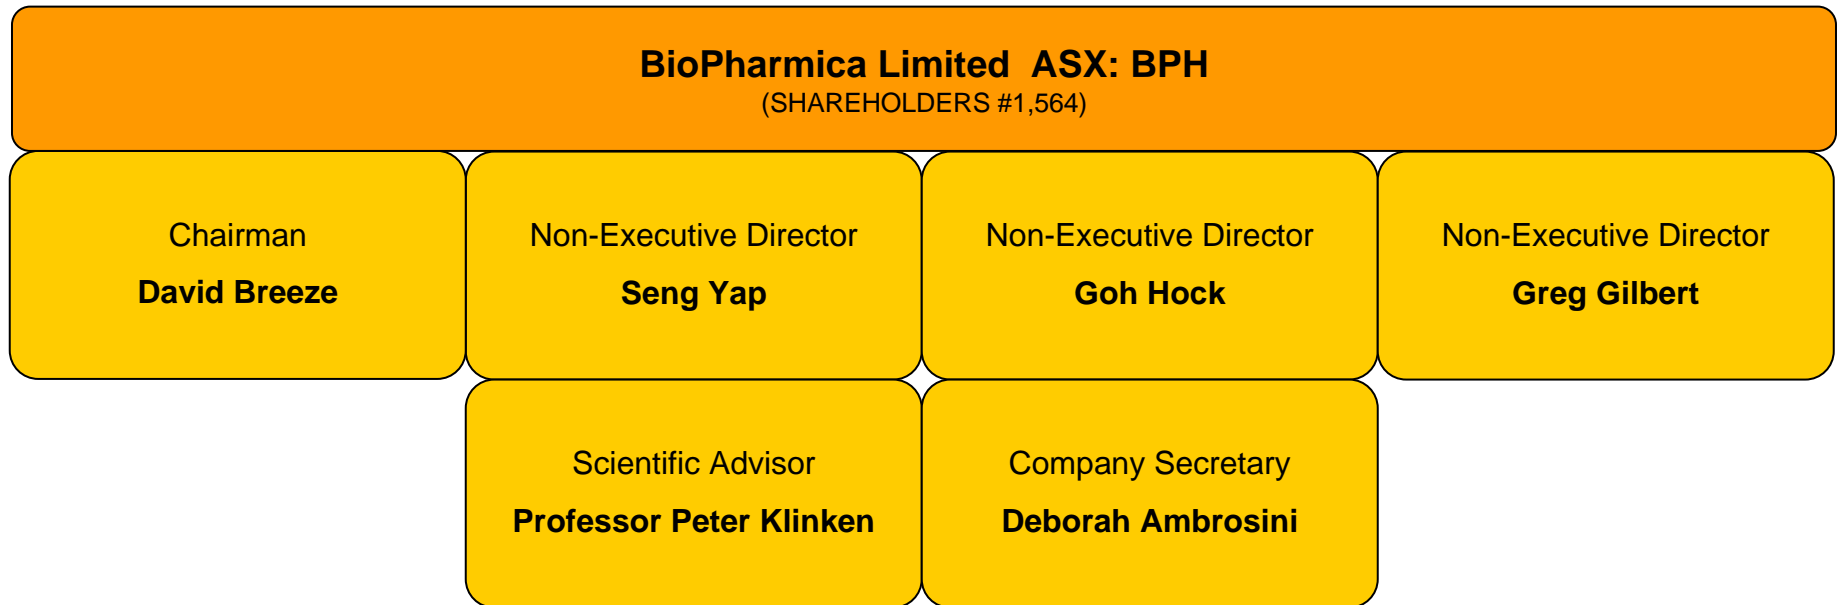 BioPharmica Limited  ASX: BPH
(SHAREHOLDERS #1,564)
Chairman
David Breeze
Non-Executive Director
Seng Yap
Non-Executive Director
Goh Hock
Non-Executive Director
Greg Gilbert
Scientific Advisor
Professor Peter Klinken
Company Secretary
Deborah Ambrosini